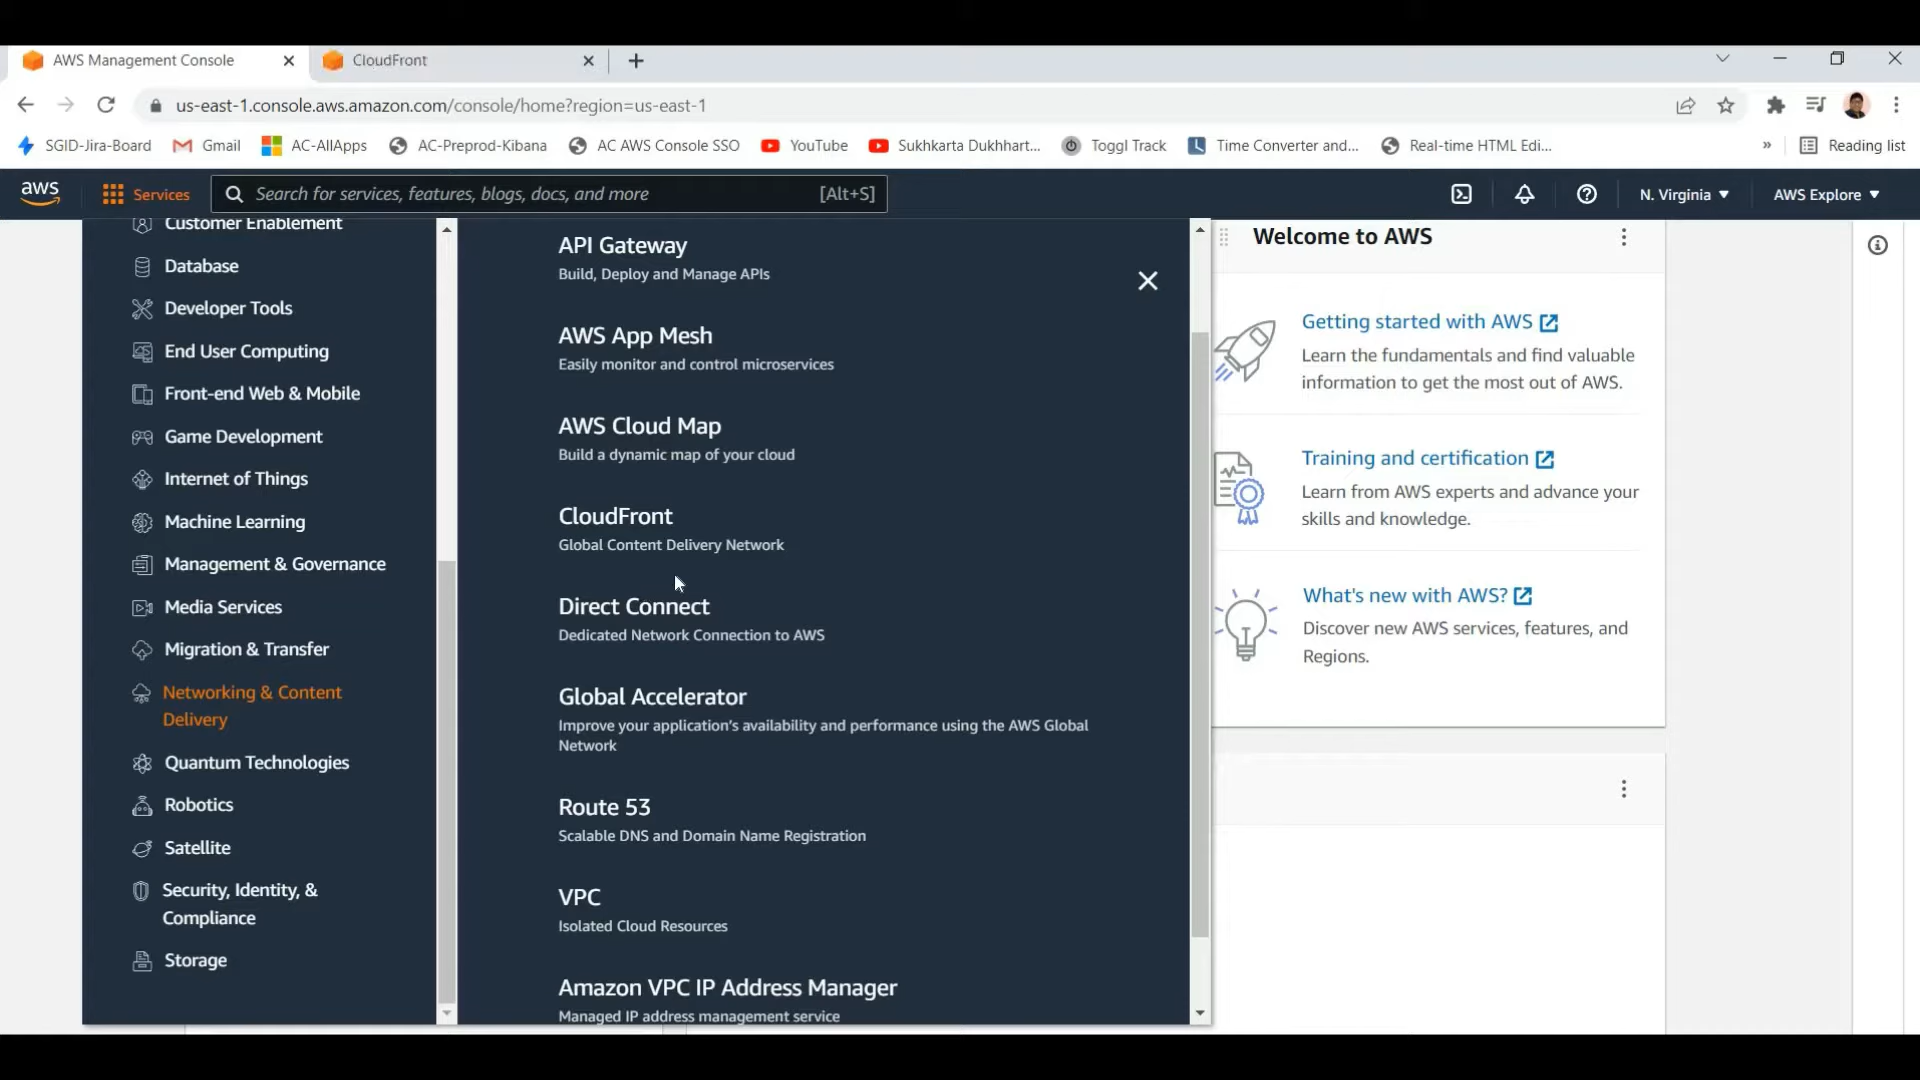 AWS Management Console
CloudFront
us-east-1.console.aws.amazon.com/console/home?region=us-east-1
SGID-Jira-Board
Gmail
AC-AllApps
AC-Preprod-Kibana
AC AWS Console SSO
YouTube
Sukhkarta Dukhhart...
Toggl Track
Time Converter and...
Real-time HTML Edi...
»
Reading list
aws
Services
Search for services, features, blogs, docs, and more
[Alt+S]
N. Virginia
AWS Explore
Customer Enablement
Database
Developer Tools
End User Computing
Front-end Web & Mobile
Game Development
Internet of Things
Machine Learning
Management & Governance
Media Services
Migration & Transfer
Networking & Content
Delivery
Quantum Technologies
Robotics
Satellite
Security, Identity, &
Compliance
Storage
API Gateway
Build, Deploy and Manage APIs
AWS App Mesh
Easily monitor and control microservices
AWS Cloud Map
Build a dynamic map of your cloud
CloudFront
Global Content Delivery Network
Direct Connect
Dedicated Network Connection to AWS
Global Accelerator
Improve your application's availability and performance using the AWS Global
Network
Route 53
Scalable DNS and Domain Name Registration
VPC
Isolated Cloud Resources
Amazon VPC IP Address Manager
Managed IP address management service
Welcome to AWS
Getting started with AWS
Learn the fundamentals and find valuable
information to get the most out of AWS.
Training and certification
Learn from AWS experts and advance your
skills and knowledge.
What's new with AWS?
Discover new AWS services, features, and
Regions.